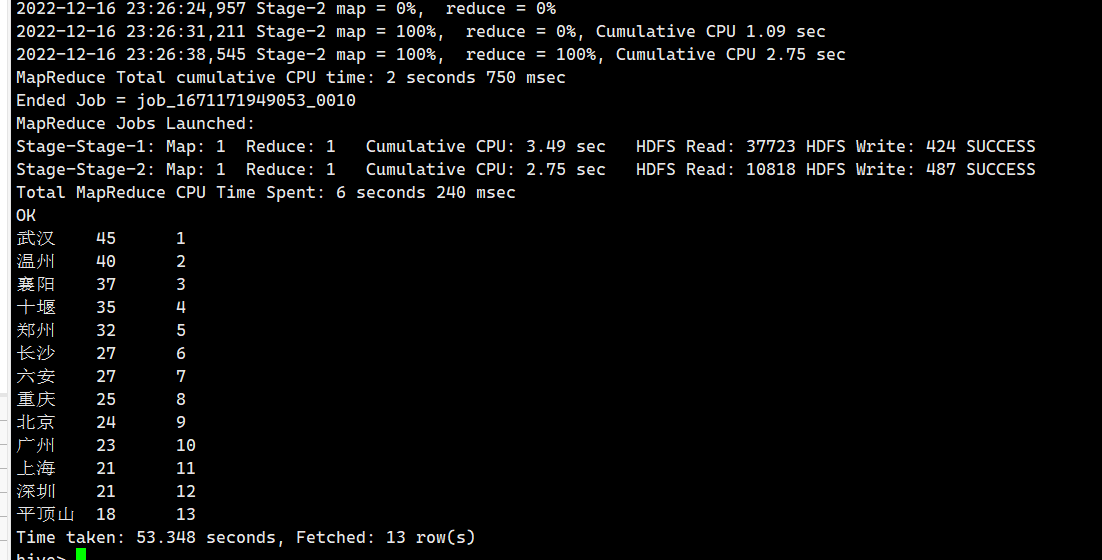 2022-12-16 23:26:24,957 Stage-2 map = 0%,  reduce = 0%
2022-12-16 23:26:31,211 Stage-2 map = 100%,  reduce = 0%, Cumulative CPU 1.09 sec
2022-12-16 23:26:38,545 Stage-2 map = 100%,  reduce = 100%, Cumulative CPU 2.75 sec
MapReduce Total cumulative CPU time: 2 seconds 750 msec
Ended Job = job_1671171949053_0010
MapReduce Jobs Launched:
Stage-Stage-1: Map: 1  Reduce: 1   Cumulative CPU: 3.49 sec   HDFS Read: 37723 HDFS Write: 424 SUCCESS
Stage-Stage-2: Map: 1  Reduce: 1   Cumulative CPU: 2.75 sec   HDFS Read: 10818 HDFS Write: 487 SUCCESS
Total MapReduce CPU Time Spent: 6 seconds 240 msec
OK
武汉	45	1
温州	40	2
襄阳	37	3
十堰	35	4
郑州	32	5
长沙	27	6
六安	27	7
重庆	25	8
北京	24	9
广州	23	10
上海	21	11
深圳	21	12
平顶山	18	13
Time taken: 53.348 seconds, Fetched: 13 row(s)
hive>